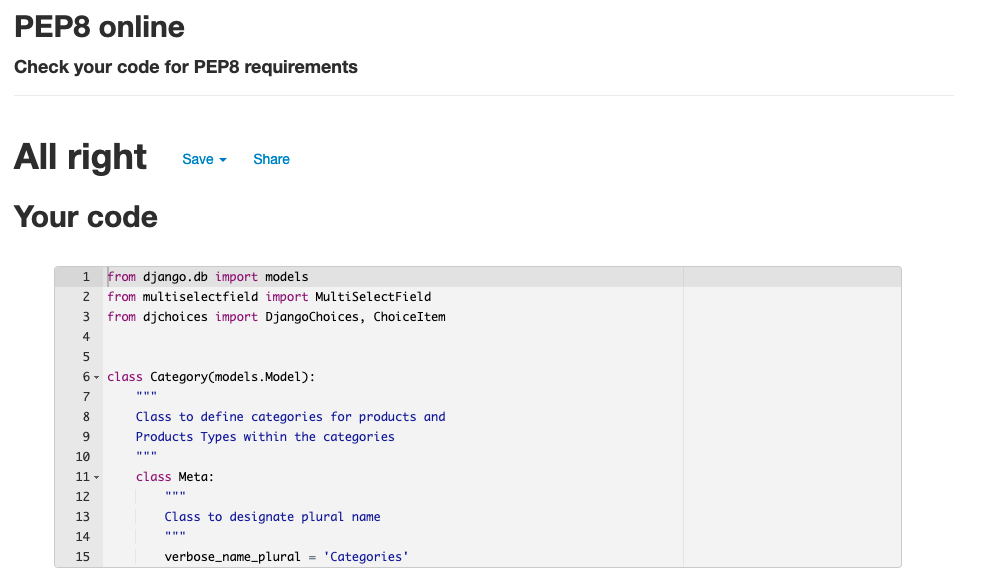 PEP8 online
Check your code for PEP8 requirements
All right Save Share
Your code
1 from django.db import models
2 from multiselectfield import MultiSelectField
3 from djchoices import DjangoChoices, ChoiceItem
4
5
6 class Category(models.Model):
7 """
8 Class to define categories for products and
9 Products Types within the categories
10 """
11 class Meta:
12 """
13 Class to designate plural name
14 """
15 verbose_name_plural = 'Categories'